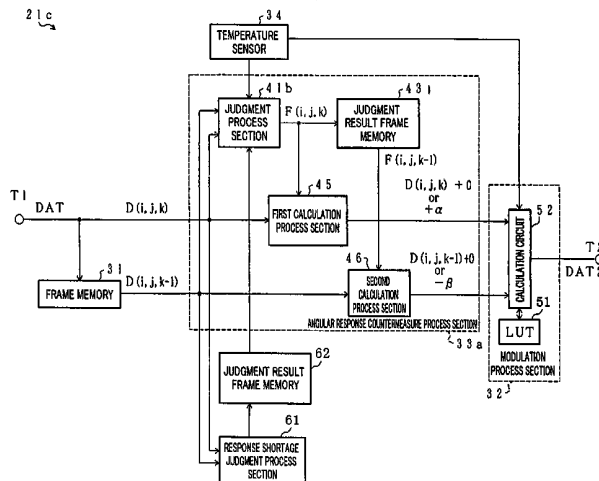 21c
34
TEMPERATURE
SENSOR
41b
JUDGMENT
PROCESS
SECTION
F(i,j,k)
431
JUDGMENT
RESULT FRAME
MEMORY
F(i,j,k-1)
T1
DAT
D(i,j,k)
45
FIRST CALCULATION
PROCESS SECTION
D(i,j,k) +0
or
+α
52
CALCULATION CIRCUIT
T2
DAT2
31
FRAME MEMORY
D(i,j,k-1)
46
SECOND
CALCULATION
PROCESS
SECTION
D(i,j,k-1)+0
or
−β
ANGULAR RESPONSE COUNTERMEASURE PROCESS SECTION
33a
51
LUT
MODULATION
PROCESS SECTION
32
62
JUDGMENT RESULT
FRAME MEMORY
61
RESPONSE SHORTAGE
JUDGMENT PROCESS
SECTION